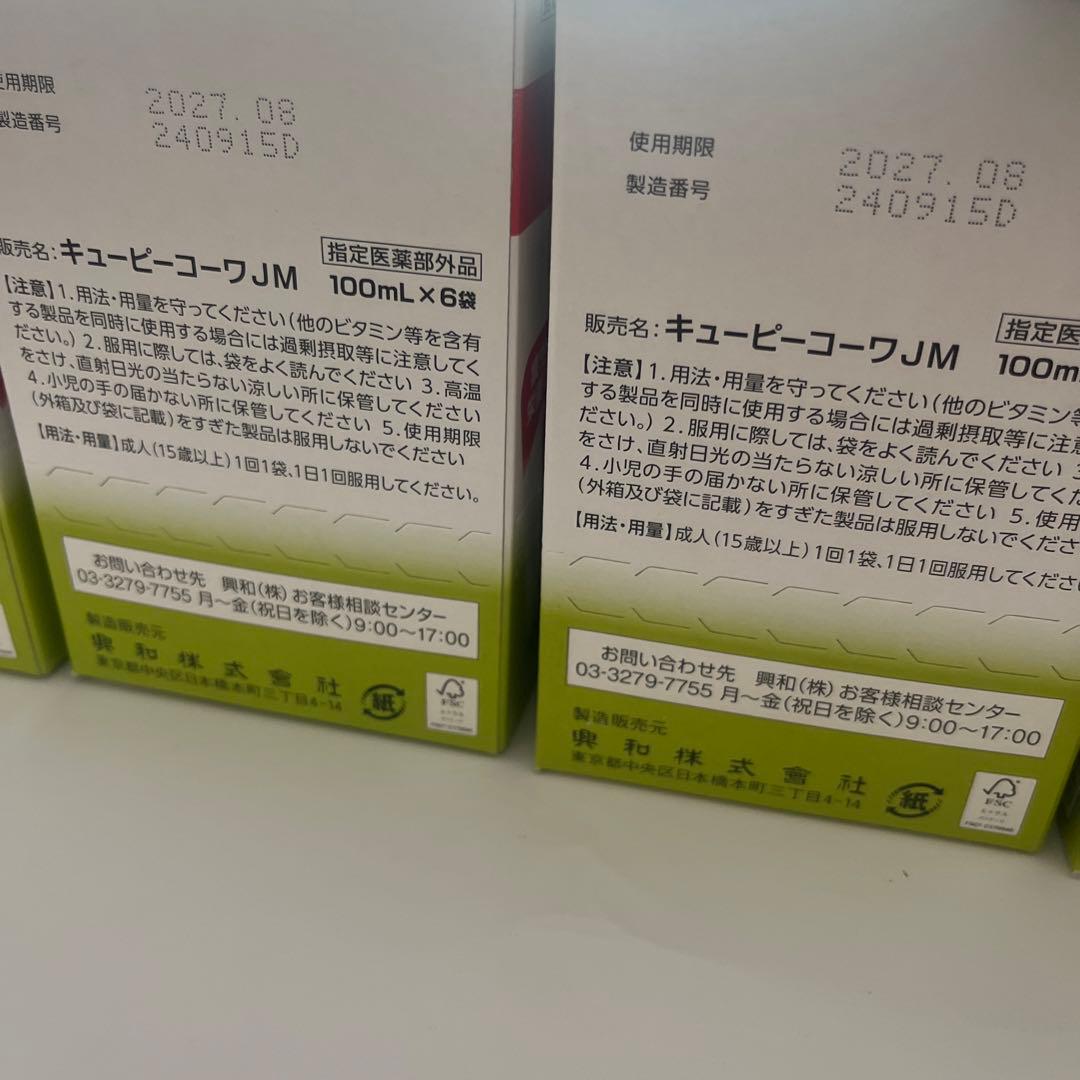 使用期限
2027.08
製造番号
240915D
販売名:キューピーコーワJM
指定医薬部外品
100mL×6袋
【注意】1.用法・用量を守ってください(他のビタミン等を含有
する製品を同時に使用する場合には過剰摂取等に注意してく
ださい。) 2.服用に際しては、袋をよく読んでください 3.高温
をさけ、直射日光の当たらない涼しい所に保管してください
4.小児の手の届かない所に保管してください 5.使用期限
(外箱及び袋に記載)をすぎた製品は服用しないでください
【用法・用量】成人(15歳以上)1回1袋、1日1回服用してください。
お問い合わせ先 興和(株)お客様相談センター
03-3279-7755 月～金(祝日を除く)9:00～17:00
製造販売元
興和株式會社
東京都中央区日本橋本町三丁目4-14
紙
FSC
使用期限
2027.08
製造番号
240915D
販売名:キューピーコーワJM
指定医
100m
【注意】1.用法・用量を守ってください(他のビタミン等
する製品を同時に使用する場合には過剰摂取等に注意
ださい。) 2.服用に際しては、袋をよく読んでください
をさけ、直射日光の当たらない涼しい所に保管してくだ
4.小児の手の届かない所に保管してください 5.使用
(外箱及び袋に記載)をすぎた製品は服用しないでくださ
【用法・用量】成人(15歳以上)1回1袋、1日1回服用してくださ
お問い合わせ先 興和(株)お客様相談センター
03-3279-7755 月～金(祝日を除く)9:00～17:00
製造販売元
興和株式會社
東京都中央区日本橋本町三丁目4-14
紙
FSC